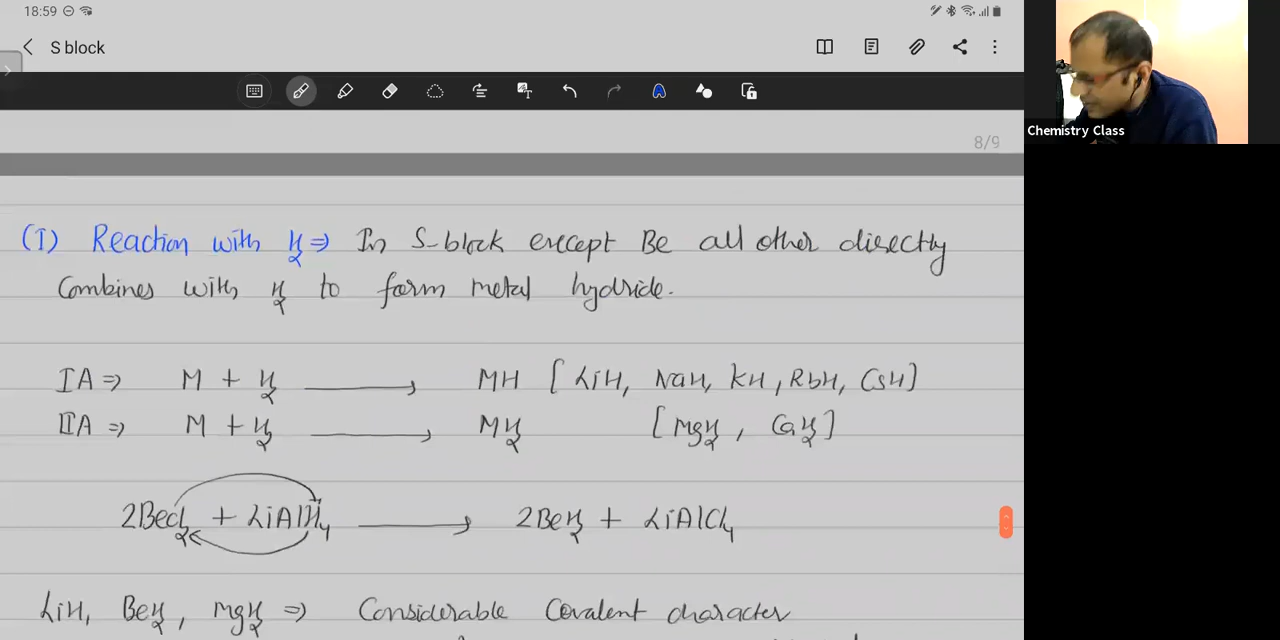 18:59
S block
Chemistry Class
8/9
(I) Reaction with H2 ⇒ In S-block except Be all other directly
Combines with H2 to form metal hydride.
IA ⇒ M + H2 ⟶ MH [LiH, NaH, KH, RbH, CsH]
IIA ⇒ M + H2 ⟶ MH2 [MgH2, CaH2]
2BeCl2 + LiAlH4 ⟶ 2BeH2 + LiAlCl4
LiH, BeH2, MgH2 ⇒ Considerable Covalent character